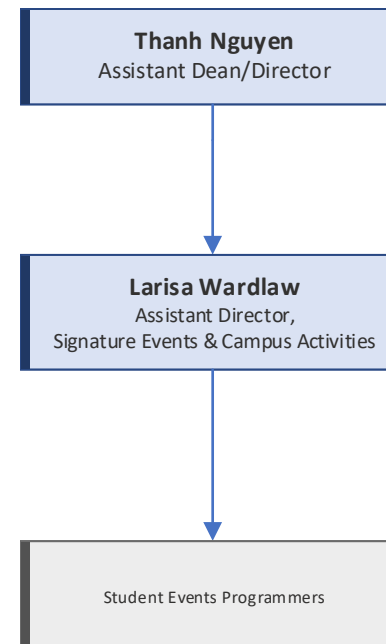 Thanh Nguyen
Assistant Dean/Director
Larisa Wardlaw
Assistant Director,
Signature Events & Campus Activities
Student Events Programmers